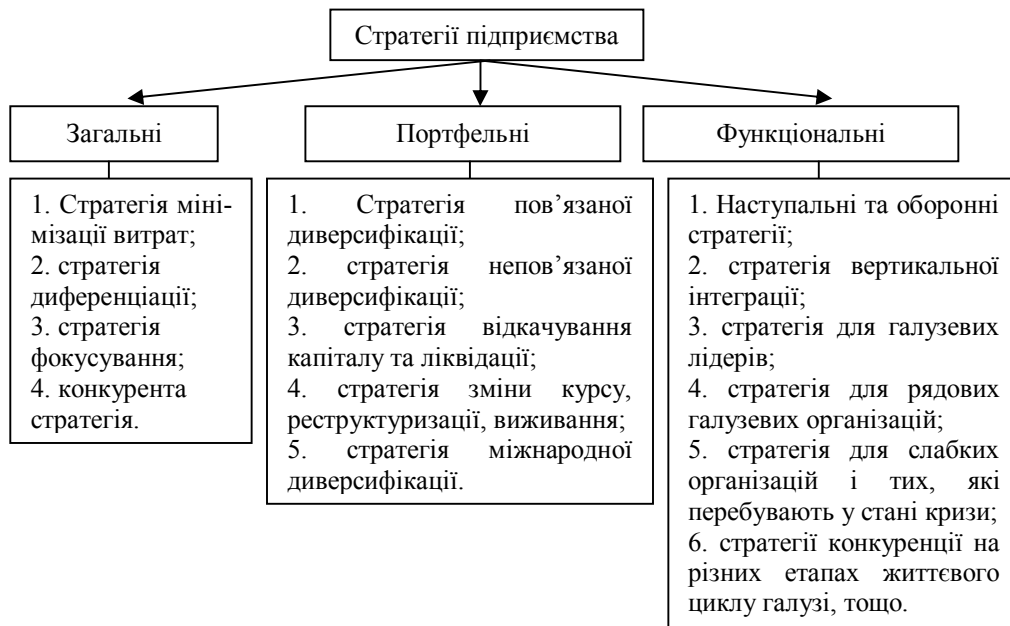 Стратегії підприємства
Загальні
Портфельні
Функціональні
1. Стратегія міні-
мізації витрат;
2. стратегія
диференціації;
3. стратегія
фокусування;
4. конкурента
стратегія.
1. Стратегія пов’язаної
диверсифікації;
2. стратегія непов’язаної
диверсифікації;
3. стратегія відкачування
капіталу та ліквідації;
4. стратегія зміни курсу,
реструктуризації, виживання;
5. стратегія міжнародної
диверсифікації.
1. Наступальні та оборонні
стратегії;
2. стратегія вертикальної
інтеграції;
3. стратегія для галузевих
лідерів;
4. стратегія для рядових
галузевих організацій;
5. стратегія для слабких
організацій і тих, які
перебувають у стані кризи;
6. стратегії конкуренції на
різних етапах життєвого
циклу галузі, тощо.